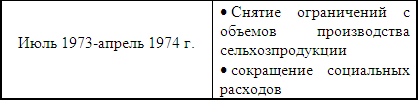 Июль 1973-апрель 1974 г.
• Снятие ограничений с
объемов производства
сельхозпродукции
• сокращение социальных
расходов